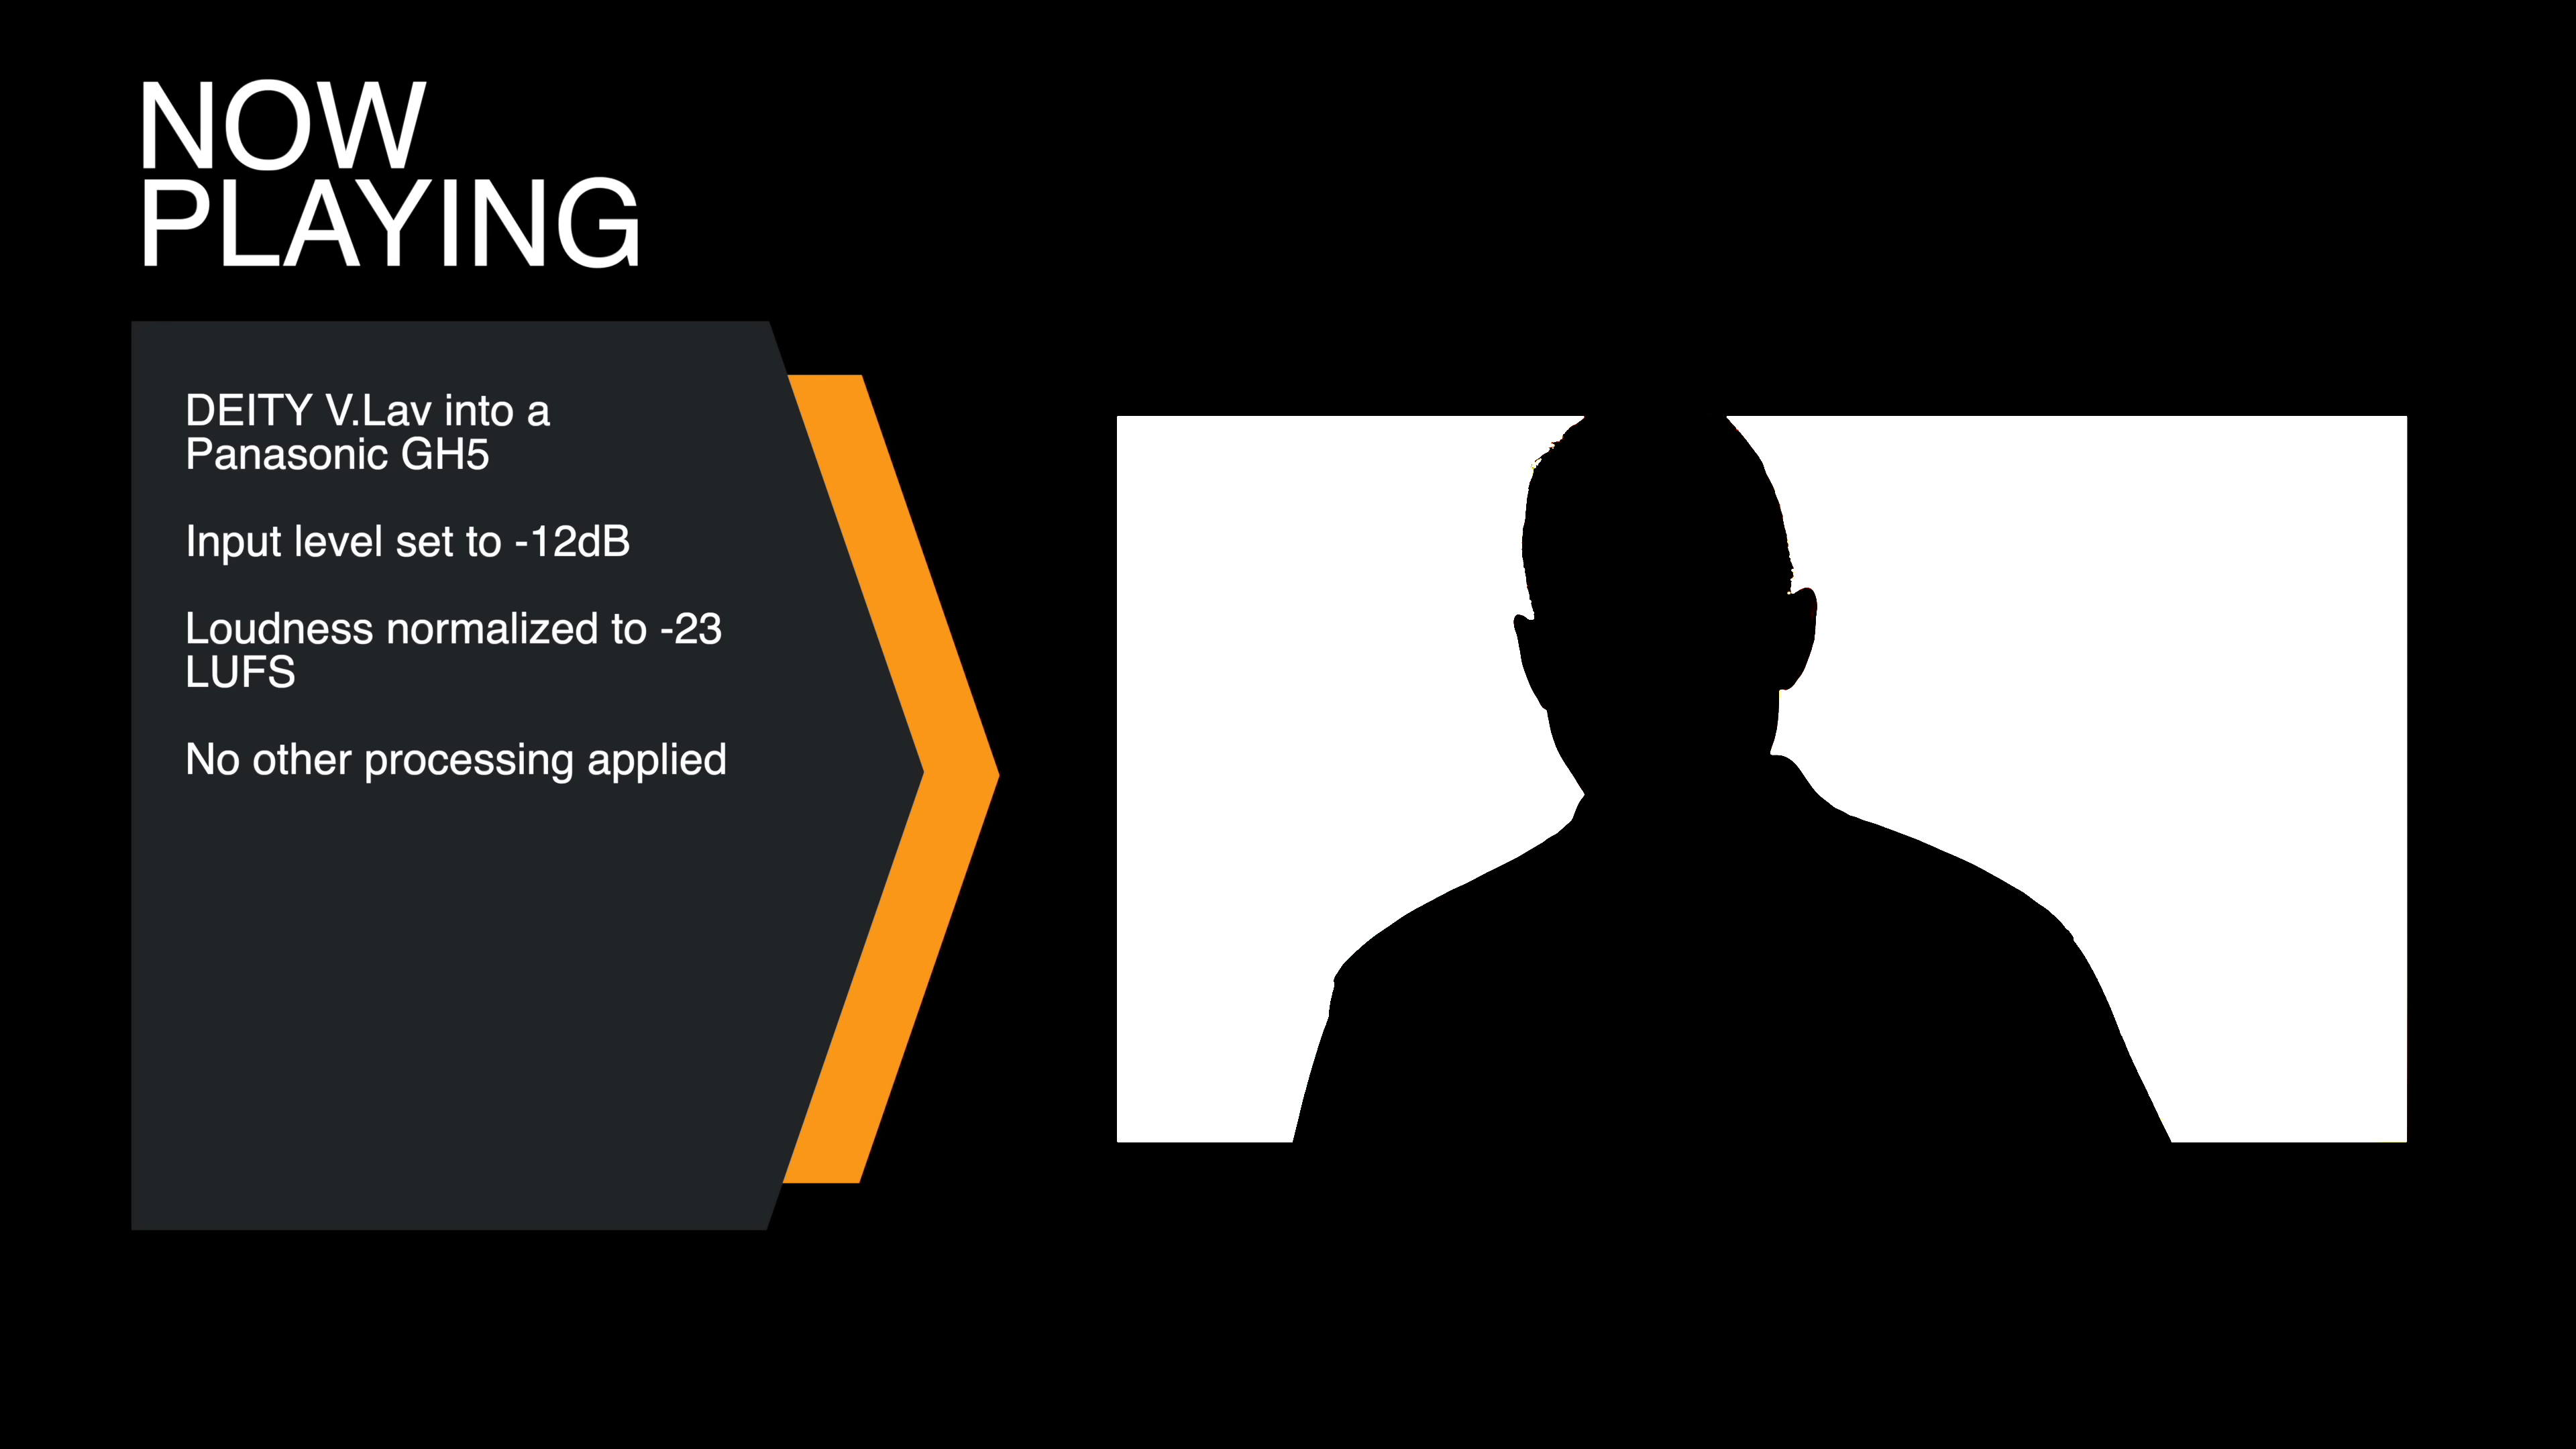 NOW
PLAYING
DEITY V.Lav into a
Panasonic GH5
Input level set to -12dB
Loudness normalized to -23
LUFS
No other processing applied